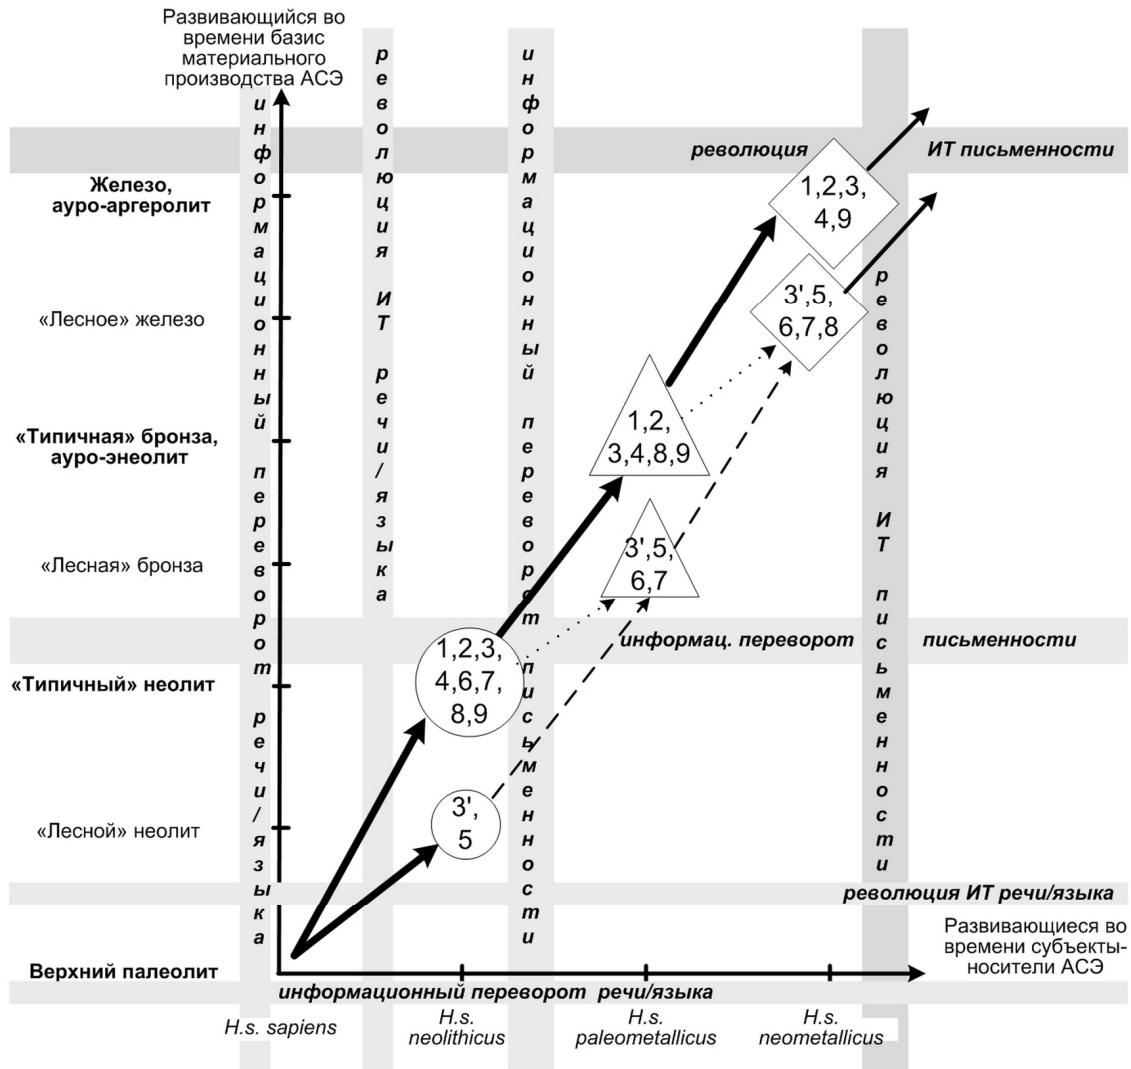 Развивающийся во
времени базис
материального
производства АСЭ
информационный переворот речи/языка
революция ИТ речи/языка
информационный переворот письменности
революция ИТ письменности
революция ИТ письменности
Железо,
ауро-аргеролит
1,2,3,
4,9
«Лесное» железо
3',5,
6,7,8
«Типичная» бронза,
ауро-энеолит
1,2,
3,4,8,9
«Лесная» бронза
3',5,
6,7
информац. переворот письменности
«Типичный» неолит
1,2,3,
4,6,7,
8,9
«Лесной» неолит
3',
5
революция ИТ речи/языка
Развивающиеся во
времени субъекты-
носители АСЭ
Верхний палеолит
информационный переворот речи/языка
H.s. sapiens
H.s.
neolithicus
H.s.
paleometallicus
H.s.
neometallicus